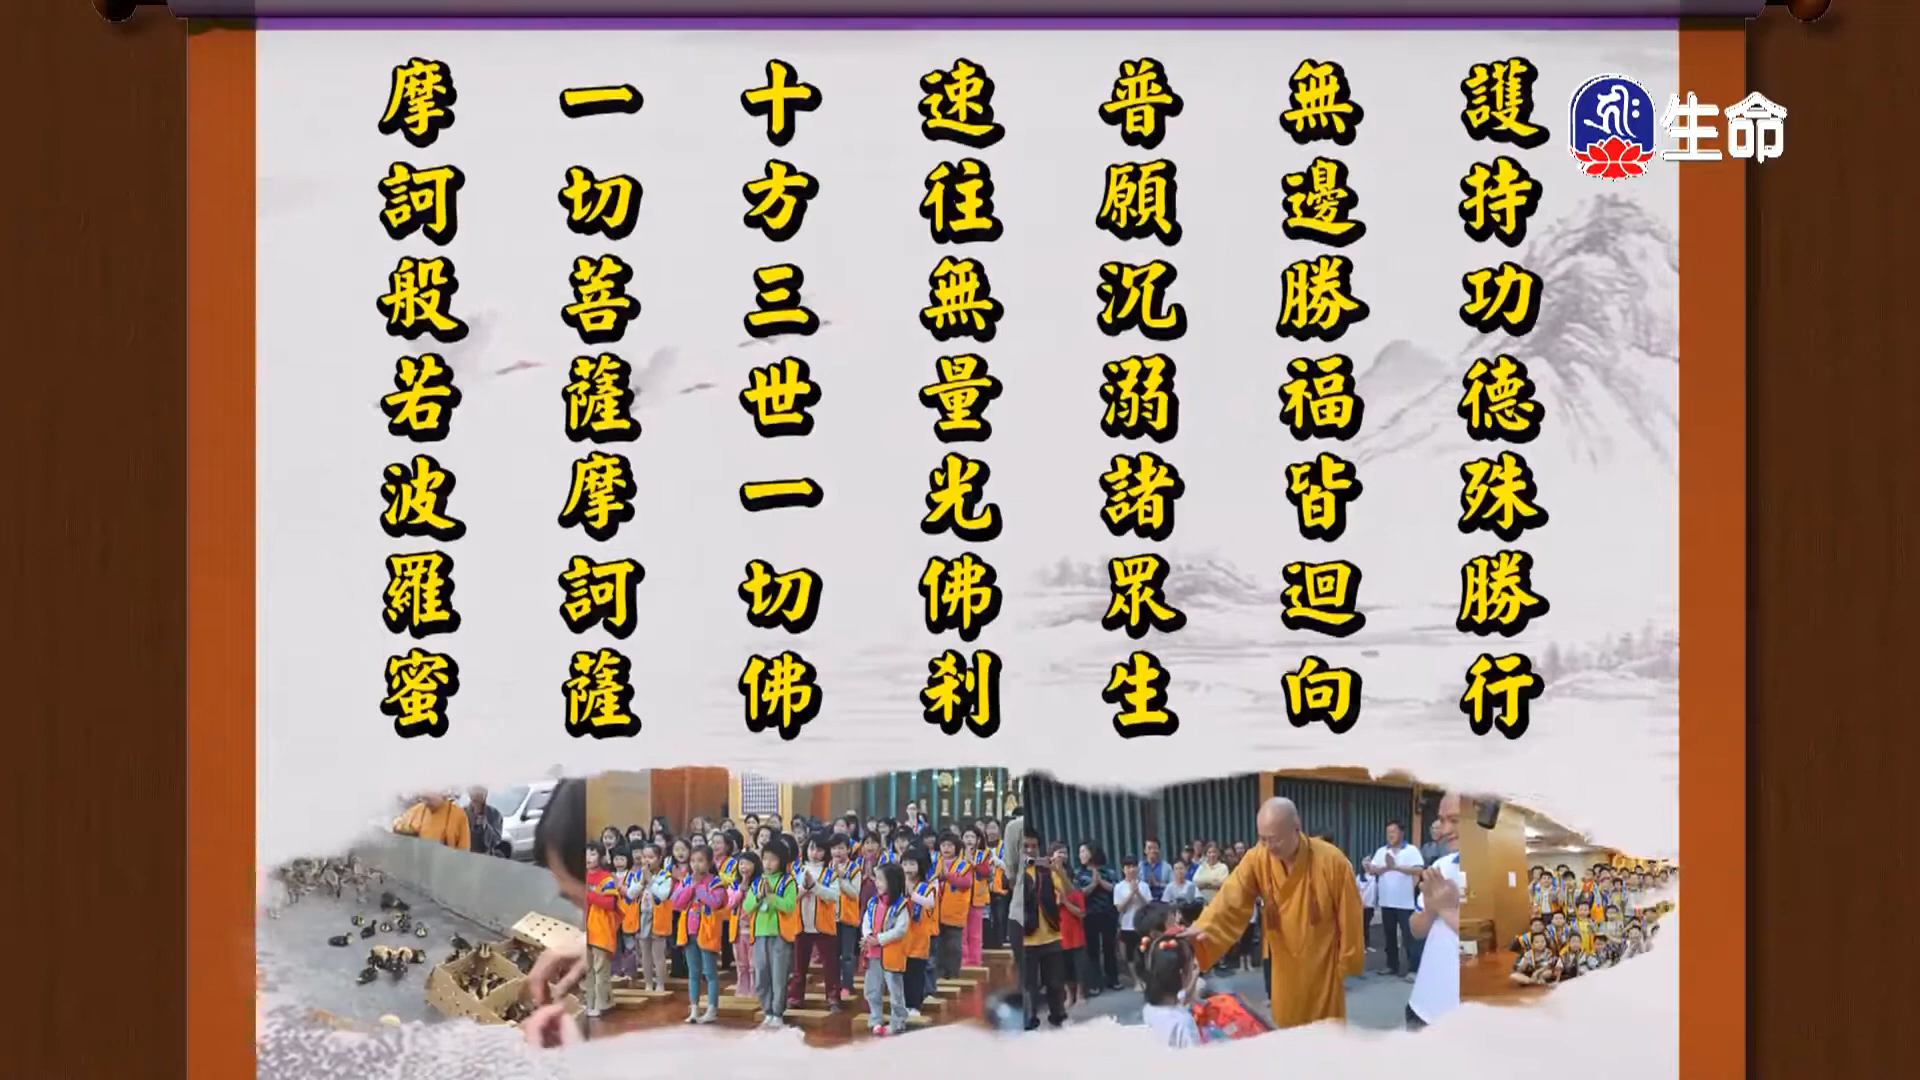 護持功德殊勝行
無邊勝福皆迴向
普願沉溺諸眾生
速往無量光佛剎
十方三世一切佛
一切菩薩摩訶薩
摩訶般若波羅蜜
生命